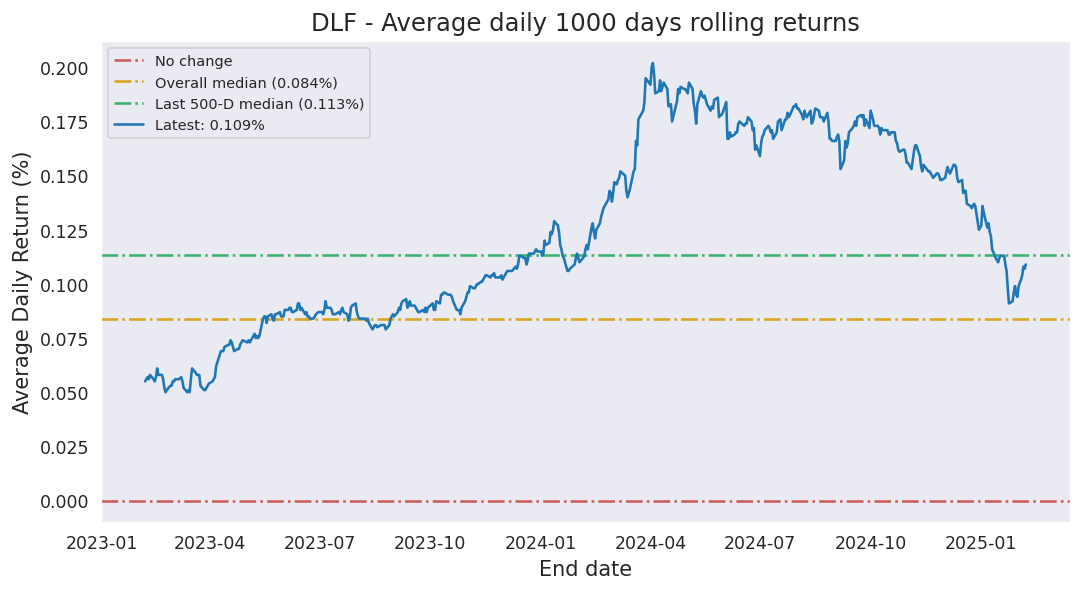 DLF - Average daily 1000 days rolling returns
No change
Overall median (0.084%)
Last 500-D median (0.113%)
Latest: 0.109%
Average Daily Return (%)
0.200
0.175
0.150
0.125
0.100
0.075
0.050
0.025
0.000
2023-01 2023-04 2023-07 2023-10 2024-01 2024-04 2024-07 2024-10 2025-01
End date